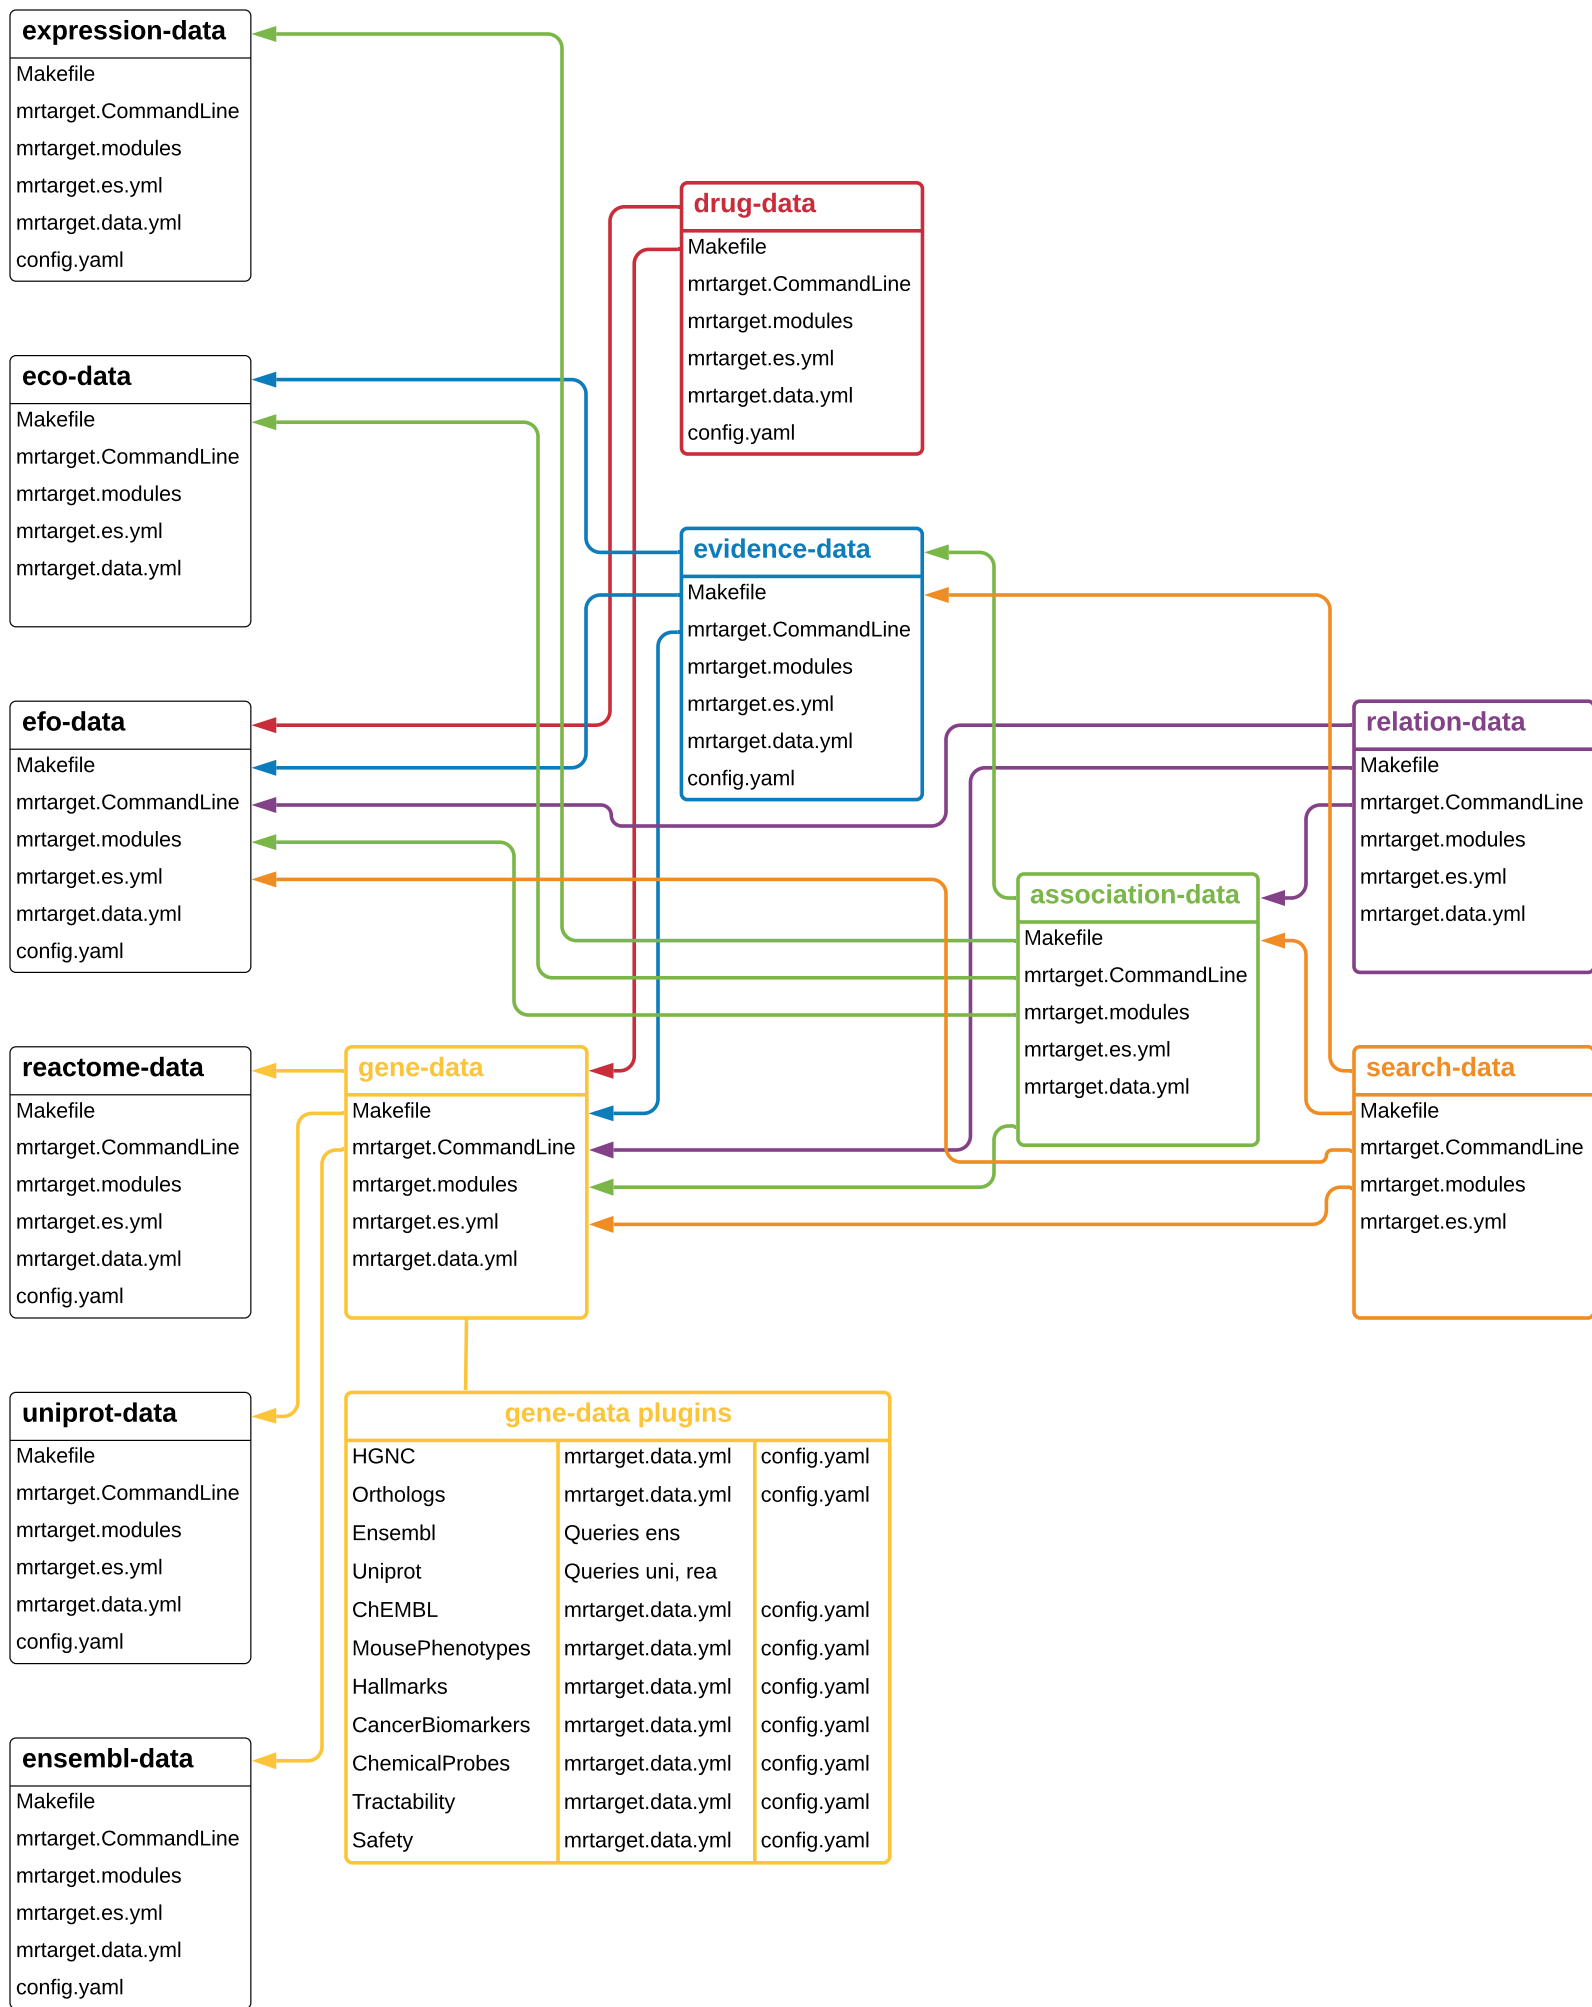 expression-data
Makefile
mrtarget.CommandLine
mrtarget.modules
mrtarget.es.yml
mrtarget.data.yml
config.yaml
eco-data
Makefile
mrtarget.CommandLine
mrtarget.modules
mrtarget.es.yml
mrtarget.data.yml
efo-data
Makefile
mrtarget.CommandLine
mrtarget.modules
mrtarget.es.yml
mrtarget.data.yml
config.yaml
reactome-data
Makefile
mrtarget.CommandLine
mrtarget.modules
mrtarget.es.yml
mrtarget.data.yml
config.yaml
uniprot-data
Makefile
mrtarget.CommandLine
mrtarget.modules
mrtarget.es.yml
mrtarget.data.yml
config.yaml
ensembl-data
Makefile
mrtarget.CommandLine
mrtarget.modules
mrtarget.es.yml
mrtarget.data.yml
config.yaml
gene-data
Makefile
mrtarget.CommandLine
mrtarget.modules
mrtarget.es.yml
mrtarget.data.yml
gene-data plugins
HGNC mrtarget.data.yml config.yaml
Orthologs mrtarget.data.yml config.yaml
Ensembl Queries ens
Uniprot Queries uni, rea
ChEMBL mrtarget.data.yml config.yaml
MousePhenotypes mrtarget.data.yml config.yaml
Hallmarks mrtarget.data.yml config.yaml
CancerBiomarkers mrtarget.data.yml config.yaml
ChemicalProbes mrtarget.data.yml config.yaml
Tractability mrtarget.data.yml config.yaml
Safety mrtarget.data.yml config.yaml
drug-data
Makefile
mrtarget.CommandLine
mrtarget.modules
mrtarget.es.yml
mrtarget.data.yml
config.yaml
evidence-data
Makefile
mrtarget.CommandLine
mrtarget.modules
mrtarget.es.yml
mrtarget.data.yml
config.yaml
association-data
Makefile
mrtarget.CommandLine
mrtarget.modules
mrtarget.es.yml
mrtarget.data.yml
relation-data
Makefile
mrtarget.CommandLine
mrtarget.modules
mrtarget.es.yml
mrtarget.data.yml
search-data
Makefile
mrtarget.CommandLine
mrtarget.modules
mrtarget.es.yml